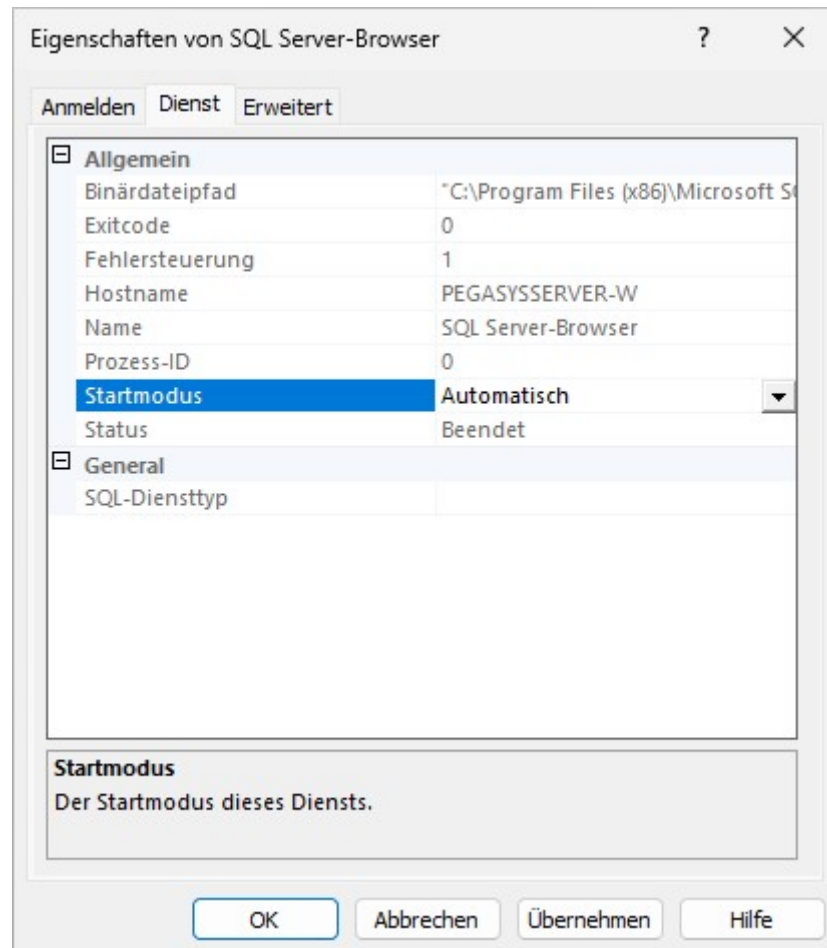 Eigenschaften von SQL Server-Browser ?
Anmelden Dienst Erweitert
Allgemein
Binärdateipfad "C:\Program Files (x86)\Microsoft
Exitcode 0
Fehlersteuerung 1
Hostname PEGASYSSERVER-W
Name SQL Server-Browser
Prozess-ID 0
Startmodus Automatisch
Status Beendet
General
SQL-Diensttyp
Startmodus
Der Startmodus dieses Diensts.
OK Abbrechen Übernehmen Hilfe